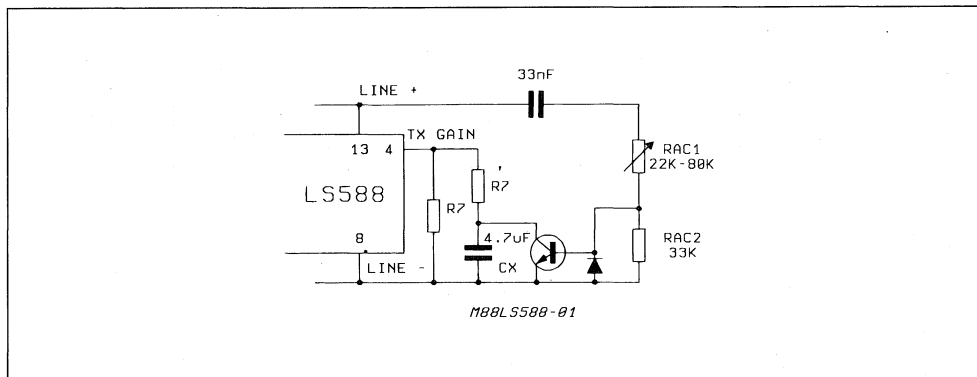 33nF
LINE +
TX GAIN
13 4
RAC1
22K-80K
R7'
LS588
R7
8
4.7uF
RAC2
33K
LINE -
CX
M88LS588-01